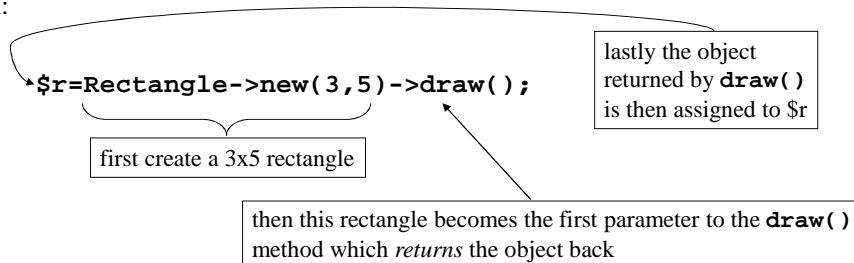 :
$r=Rectangle->new(3,5)->draw();
lastly the object
returned by draw()
is then assigned to $r
first create a 3x5 rectangle
then this rectangle becomes the first parameter to the draw()
method which returns the object back